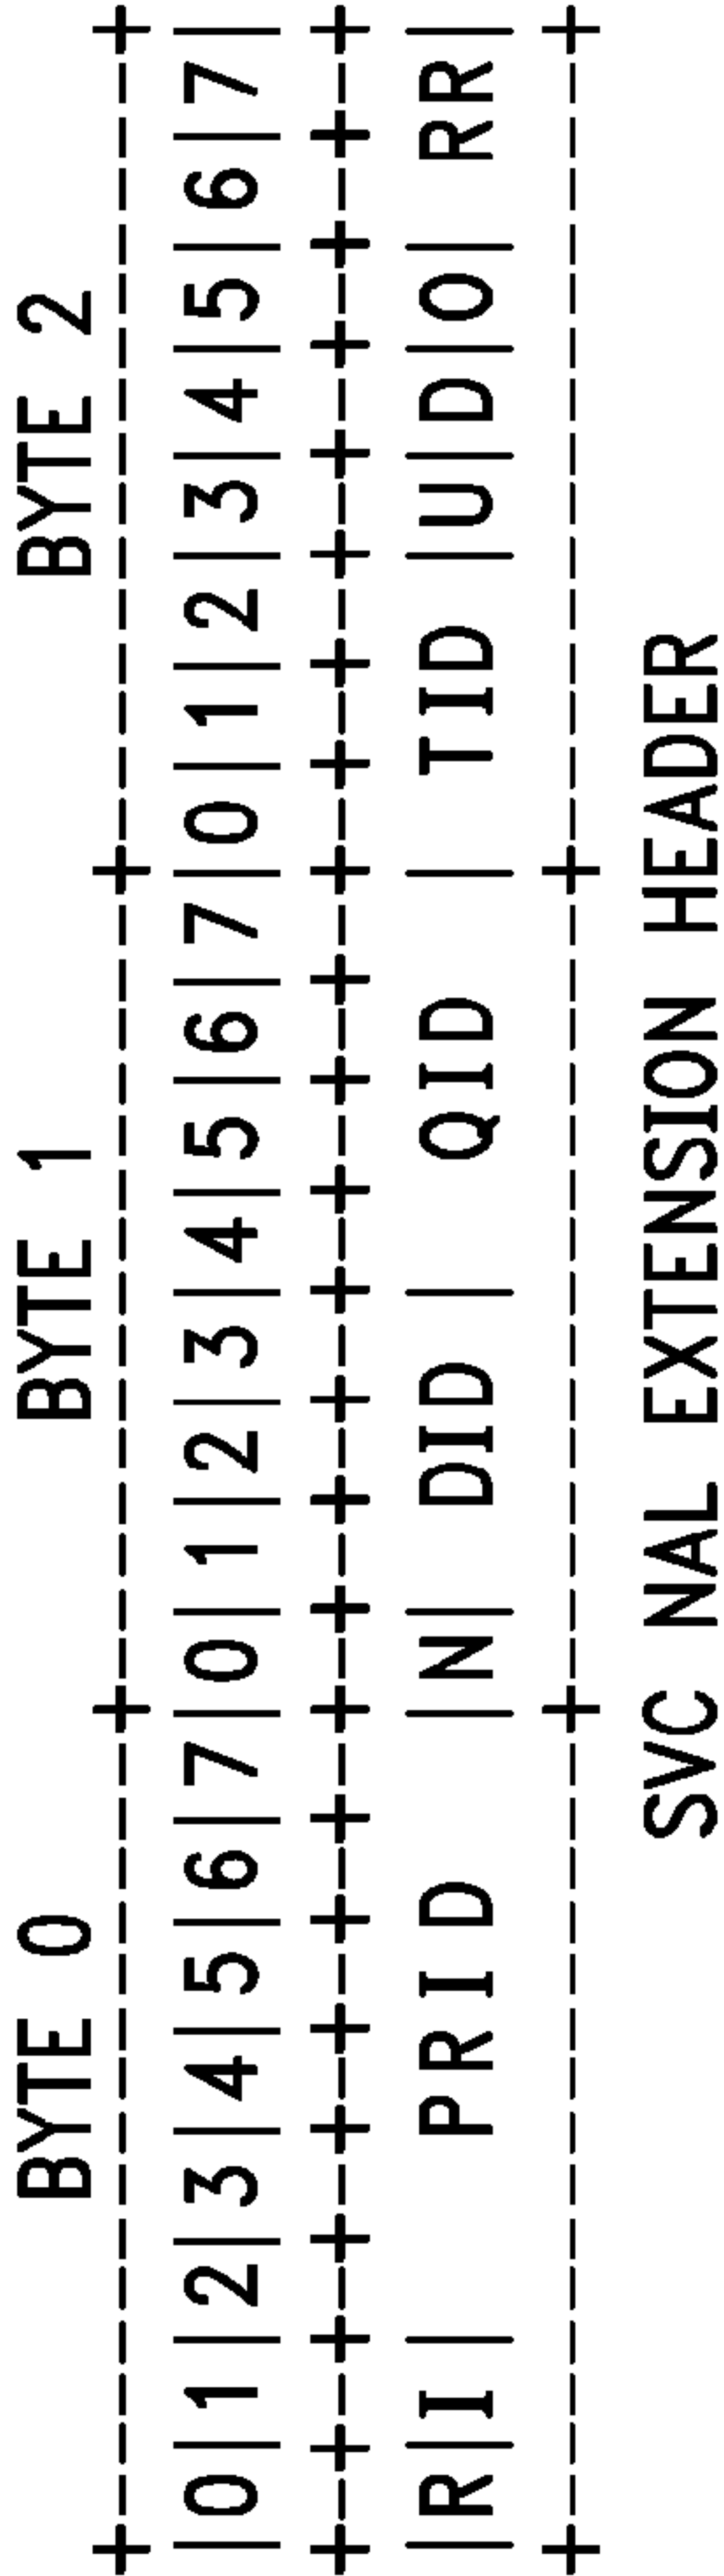 BYTE 0 BYTE 1 BYTE 2
+---------------+---------------+---------------+
|0|1|2|3|4|5|6|7|0|1|2|3|4|5|6|7|0|1|2|3|4|5|6|7|
+-+-+-+-+-+-+-+-+-+-+-+-+-+-+-+-+-+-+-+-+-+-+-+-+
|R|I| PRID |N| DID | QID | TID |U|D|O| RR|
+---------------+---------------+---------------+
SVC NAL EXTENSION HEADER